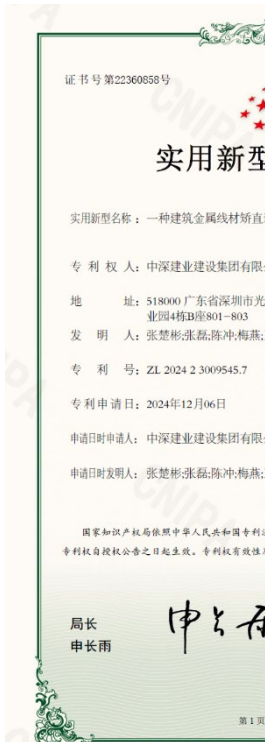 证书号第22360858号
实用新型
实用新型名称：一种建筑金属线材矫直
专利权人：中深建业建设集团有限
地址：518000 广东省深圳市光
业园4栋B座801-803
发明人：张楚彬;张磊;陈冲;梅燕;
专利号：ZL 2024 2 3009545.7
专利申请日：2024年12月06日
申请日时申请人：中深建业建设集团有限
申请日时发明人：张楚彬;张磊;陈冲;梅燕;
国家知识产权局依照中华人民共和国专利
专利权自授权公告之日起生效。专利权有效性
局长
申长雨
第1页
CNIPA